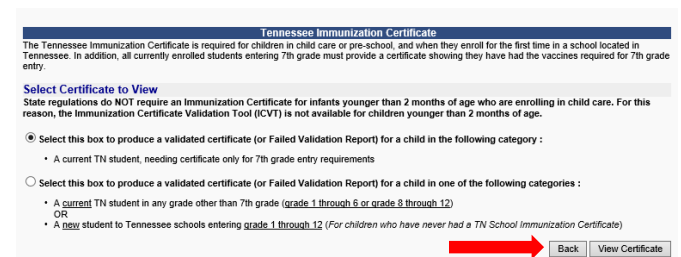 Tennessee Immunization Certificate
The Tennessee Immunization Certificate is required for children in child care or pre-school, and when they enroll for the first time in a school located in
Tennessee. In addition, all currently enrolled students entering 7th grade must provide a certificate showing they have had the vaccines required for 7th grade
entry.
Select Certificate to View
State regulations do NOT require an Immunization Certificate for infants younger than 2 months of age who are enrolling in child care. For this
reason, the Immunization Certificate Validation Tool (ICVT) is not available for children younger than 2 months of age.
Select this box to produce a validated certificate (or Failed Validation Report) for a child in the following category :
• A current TN student, needing certificate only for 7th grade entry requirements
Select this box to produce a validated certificate (or Failed Validation Report) for a child in one of the following categories :
• A current TN student in any grade other than 7th grade (grade 1 through 6 or grade 8 through 12)
OR
• A new student to Tennessee schools entering grade 1 through 12 (For children who have never had a TN School Immunization Certificate)
Back View Certificate